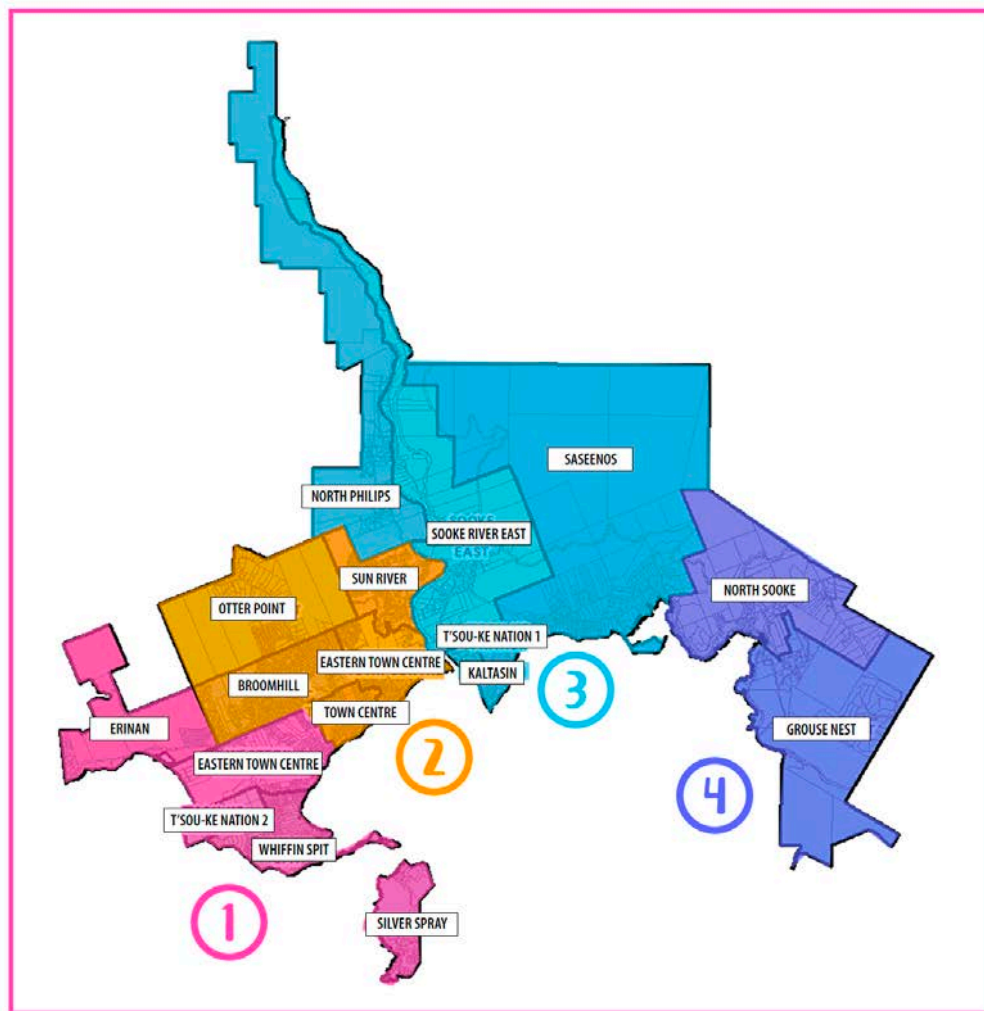 SASEENOS
NORTH PHILIPS
SOOKE
SOOKE RIVER EAST
EAST
SUN RIVER
NORTH SOOKE
OTTER POINT
T'SOU-KE NATION 1
EASTERN TOWN CENTRE
KALTASIN
BROOMHILL
3
TOWN CENTRE
ERINAN
GROUSE NEST
2
EASTERN TOWN CENTRE
4
T'SOU-KE NATION 2
WHIFFIN SPIT
1
SILVER SPRAY